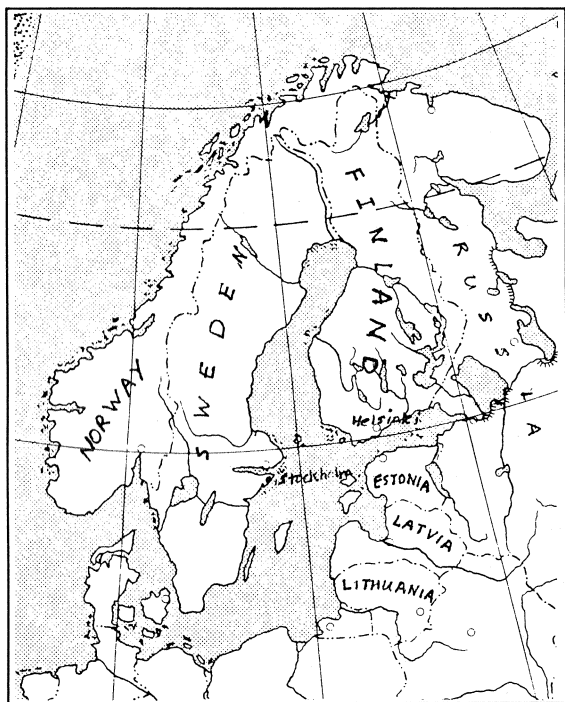 FINLAND
RUSSIA
SWEDEN
NORWAY
Helsinki
Stockholm
ESTONIA
LATVIA
LITHUANIA